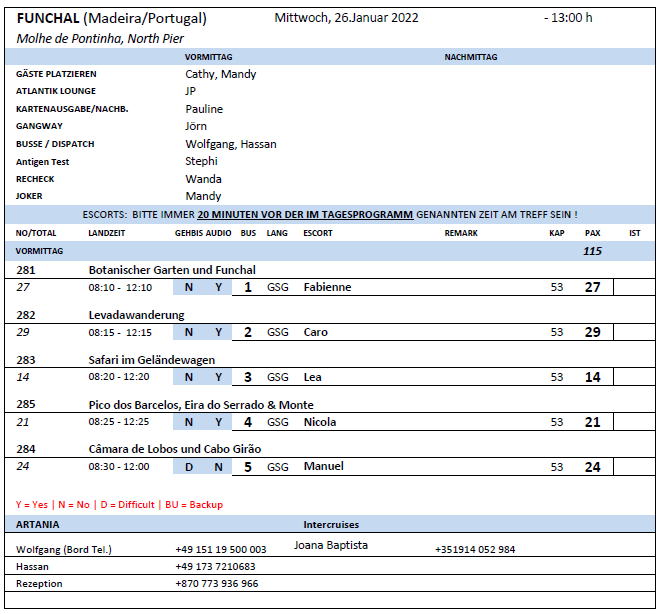 FUNCHAL (Madeira/Portugal) Mittwoch, 26.Januar 2022 - 13:00 h
Molhe de Pontinha, North Pier
VORMITTAG NACHMITTAG
GÄSTE PLATZIEREN Cathy, Mandy
ATLANTIK LOUNGE JP
KARTENAUSGABE/NACHB. Pauline
GANGWAY Jörn
BUSSE / DISPATCH Wolfgang, Hassan
Antigen Test Stephi
RECHECK Wanda
JOKER Mandy
ESCORTS: BITTE IMMER 20 MINUTEN VOR DER IM TAGESPROGRAMM GENANNTEN ZEIT AM TREFF SEIN !
NO/TOTAL LANDZEIT GEHBIS AUDIO BUS LANG ESCORT REMARK KAP PAX IST
VORMITTAG 115
281 Botanischer Garten und Funchal
27 08:10 - 12:10 N Y 1 GSG Fabienne 53 27
282 Levadawanderung
29 08:15 - 12:15 N Y 2 GSG Caro 53 29
283 Safari im Geländewagen
14 08:20 - 12:20 N Y 3 GSG Lea 53 14
285 Pico dos Barcelos, Eira do Serrado & Monte
21 08:25 - 12:25 N Y 4 GSG Nicola 53 21
284 Câmara de Lobos und Cabo Girão
24 08:30 - 12:00 D N 5 GSG Manuel 53 24
Y = Yes | N = No | D = Difficult | BU = Backup
ARTANIA Intercruises
Wolfgang (Bord Tel.) +49 151 19 500 003 Joana Baptista +351914 052 984
Hassan +49 173 7210683
Rezeption +870 773 936 966